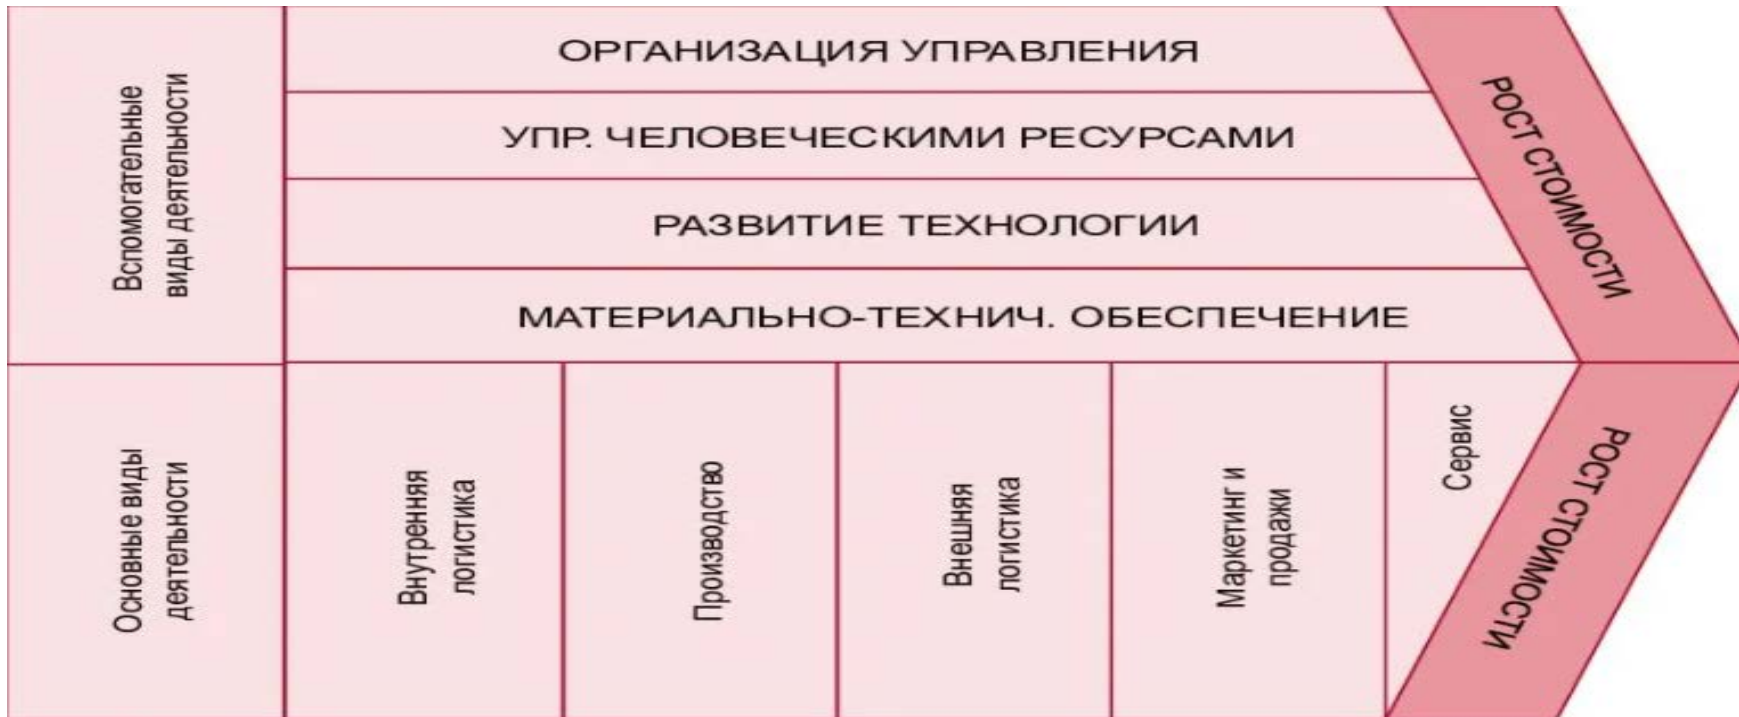 Вспомогательные
виды деятельности
ОРГАНИЗАЦИЯ УПРАВЛЕНИЯ
УПР. ЧЕЛОВЕЧЕСКИМИ РЕСУРСАМИ
РАЗВИТИЕ ТЕХНОЛОГИИ
МАТЕРИАЛЬНО-ТЕХНИЧ. ОБЕСПЕЧЕНИЕ
РОСТ СТОИМОСТИ
Основные виды
деятельности
Внутренняя
логистика
Производство
Внешняя
логистика
Маркетинг и
продажи
Сервис
РОСТ СТОИМОСТИ